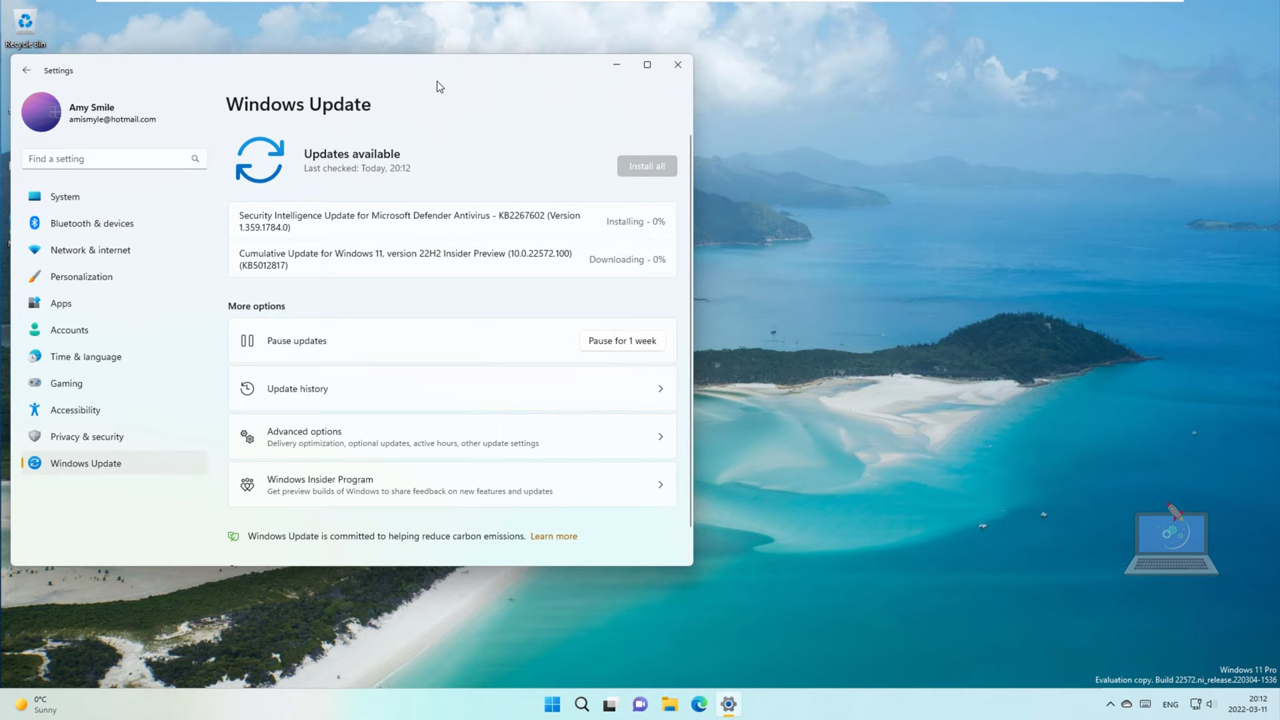 Recycle Bin
Settings
Amy Smile
amismyle@hotmail.com
Find a setting
System
Bluetooth & devices
Network & internet
Personalization
Apps
Accounts
Time & language
Gaming
Accessibility
Privacy & security
Windows Update
Windows Update
Updates available
Last checked: Today, 20:12
Install all
Security Intelligence Update for Microsoft Defender Antivirus - KB2267602 (Version
1.359.1784.0)
Installing - 0%
Cumulative Update for Windows 11, version 22H2 Insider Preview (10.0.22572.100)
(KB5012817)
Downloading - 0%
More options
Pause updates
Pause for 1 week
Update history
Advanced options
Delivery optimization, optional updates, active hours, other update settings
Windows Insider Program
Get preview builds of Windows to share feedback on new features and updates
Windows Update is committed to helping reduce carbon emissions. Learn more
Windows 11 Pro
Evaluation copy. Build 22572.ni_release.220304-1536
0°C
Sunny
ENG
20:12
2022-03-11